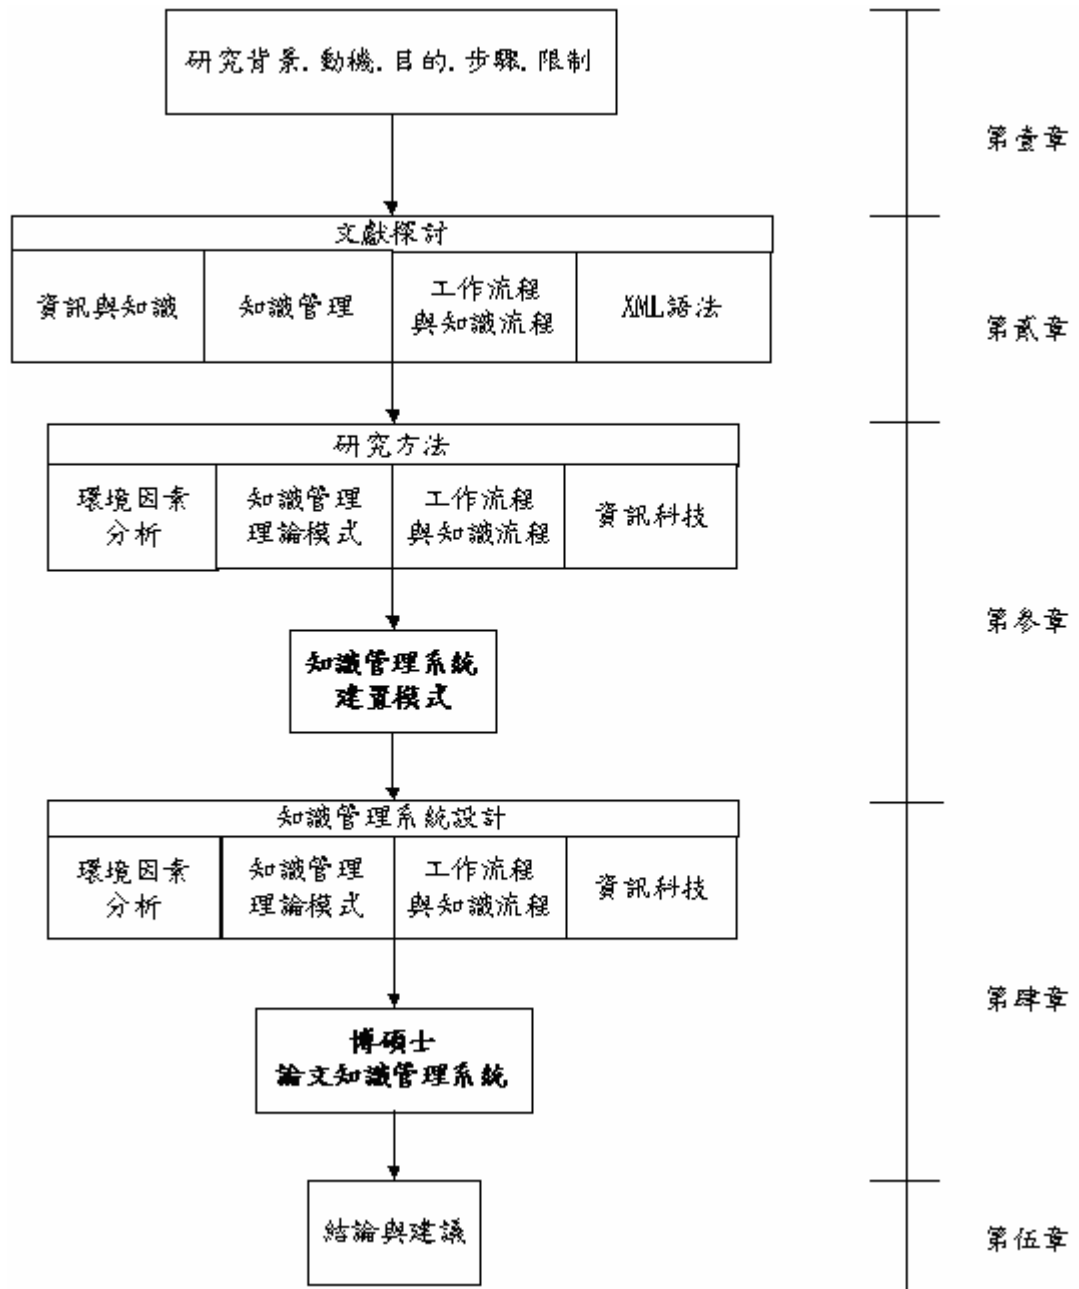 研究背景.動機.目的.步驟.限制
第壹章
文獻探討
資訊與知識
知識管理
工作流程
與知識流程
XML語法
第貳章
研究方法
環境因素
分析
知識管理
理論模式
工作流程
與知識流程
資訊科技
第參章
知識管理系統
建置模式
知識管理系統設計
環境因素
分析
知識管理
理論模式
工作流程
與知識流程
資訊科技
第肆章
博碩士
論文知識管理系統
結論與建議
第伍章